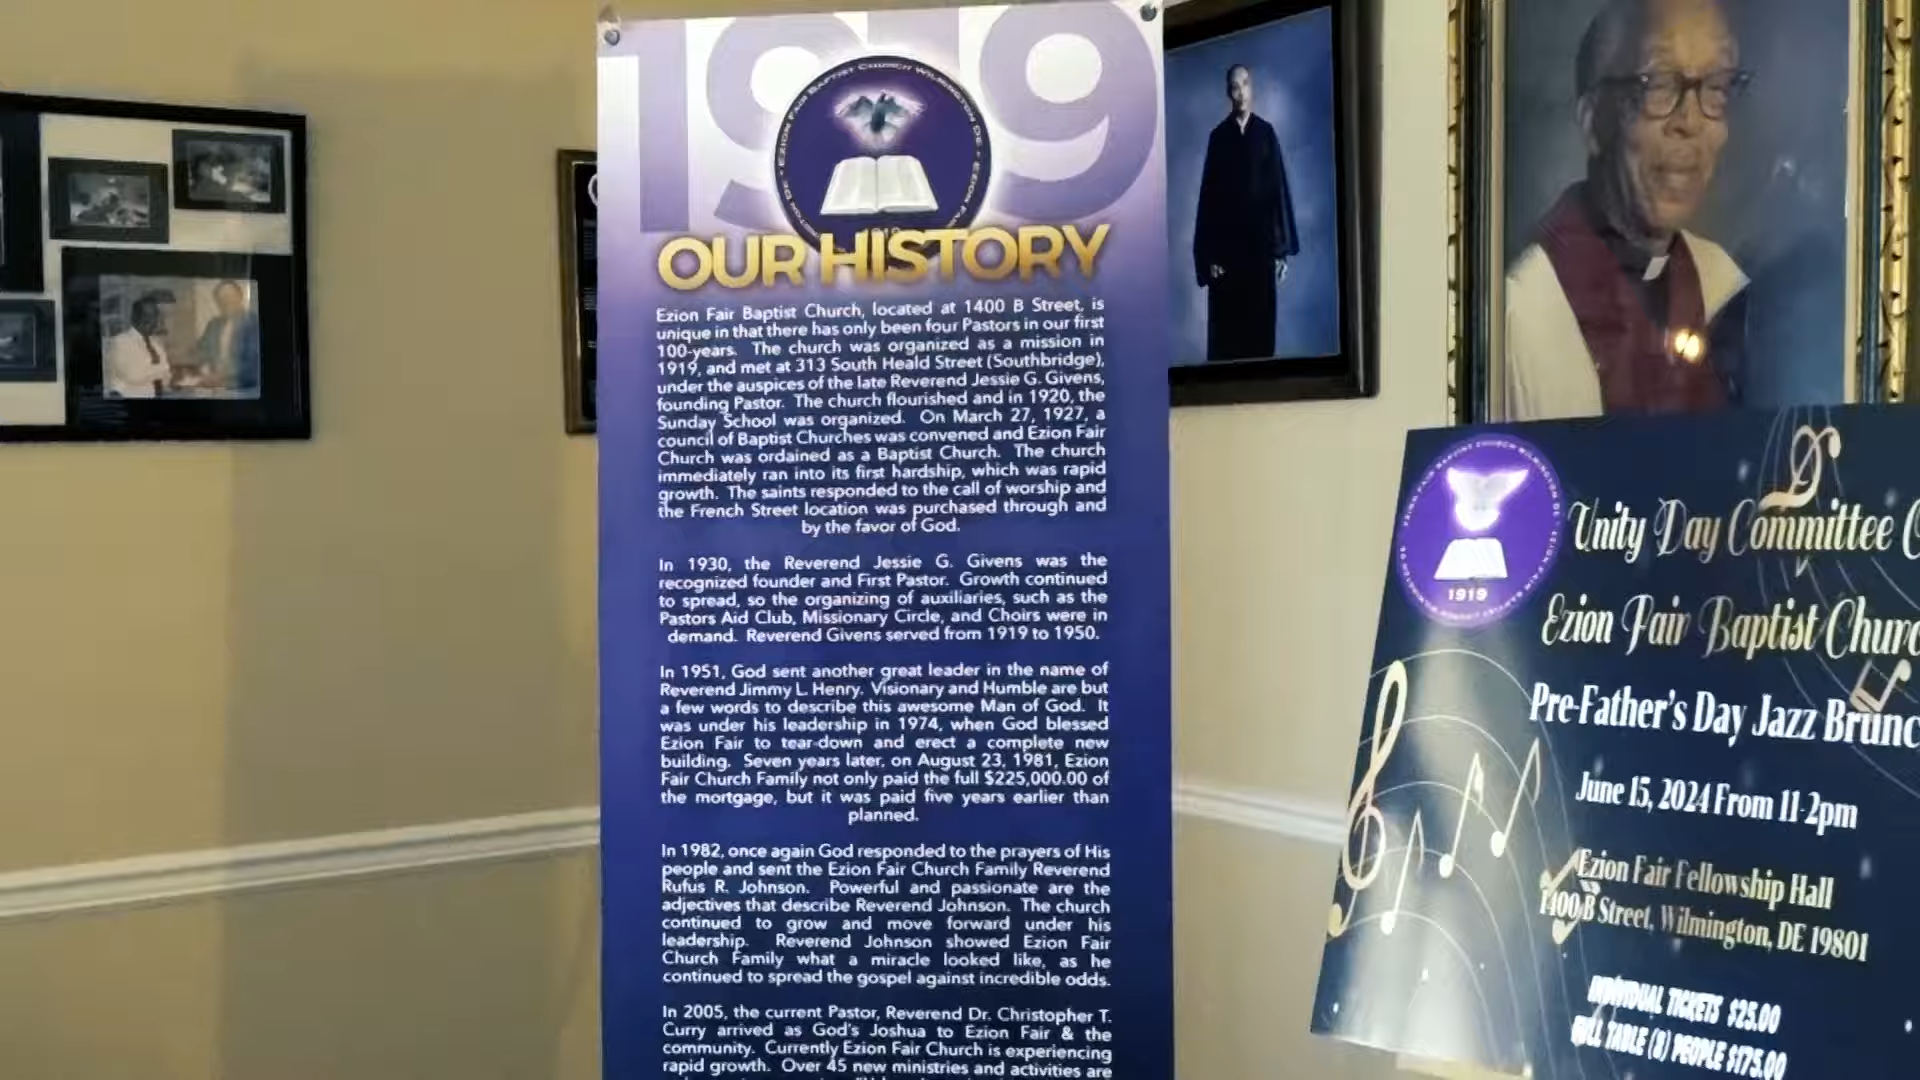 1919
EZION FAIR BAPTIST CHURCH WILMINGTON DE
OUR HISTORY
Ezion Fair Baptist Church, located at 1400 B Street, is
unique in that there has only been four Pastors in our first
100-years. The church was organized as a mission in
1919, and met at 313 South Heald Street (Southbridge),
under the auspices of the late Reverend Jessie G. Givens,
founding Pastor. The church flourished and in 1920, the
Sunday School was organized. On March 27, 1927, a
council of Baptist Churches was convened and Ezion Fair
Church was ordained as a Baptist Church. The church
immediately ran into its first hardship, which was rapid
growth. The saints responded to the call of worship and
the French Street location was purchased through and
by the favor of God.
In 1930, the Reverend Jessie G. Givens was the
recognized founder and First Pastor. Growth continued
to spread, so the organizing of auxiliaries, such as the
Pastors Aid Club, Missionary Circle, and Choirs were in
demand. Reverend Givens served from 1919 to 1950.
In 1951, God sent another great leader in the name of
Reverend Jimmy L. Henry. Visionary and Humble are but
a few words to describe this awesome Man of God. It
was under his leadership in 1974, when God blessed
Ezion Fair to tear-down and erect a complete new
building. Seven years later, on August 23, 1981, Ezion
Fair Church Family not only paid the full $225,000.00 of
the mortgage, but it was paid five years earlier than
planned.
In 1982, once again God responded to the prayers of His
people and sent the Ezion Fair Church Family Reverend
Rufus R. Johnson. Powerful and passionate are the
adjectives that describe Reverend Johnson. The church
continued to grow and move forward under his
leadership. Reverend Johnson showed Ezion Fair
Church Family what a miracle looked like, as he
continued to spread the gospel against incredible odds.
In 2005, the current Pastor, Reverend Dr. Christopher T.
Curry arrived as God's Joshua to Ezion Fair & the
community. Currently Ezion Fair Church is experiencing
rapid growth. Over 45 new ministries and activities are
1919
Unity Day Committee
Ezion Fair Baptist Churc
Pre-Father's Day Jazz Brunc
June 15, 2024 From 11-2pm
Ezion Fair Fellowship Hall
1400 B Street, Wilmington, DE 19801
INDIVIDUAL TICKETS $25.00
FULL TABLE (8) PEOPLE $175.00